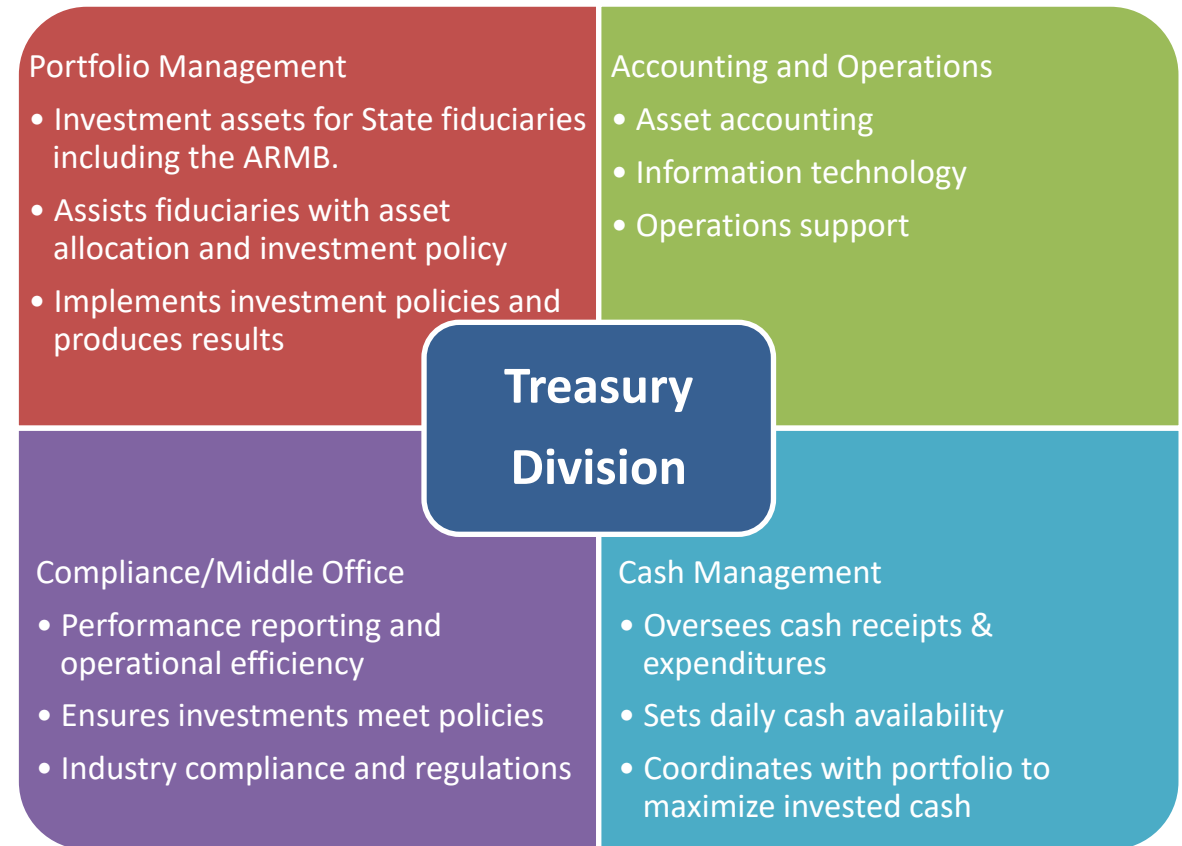 Portfolio Management
• Investment assets for State fiduciaries
including the ARMB.
• Assists fiduciaries with asset
allocation and investment policy
• Implements investment policies and
produces results
Accounting and Operations
• Asset accounting
• Information technology
• Operations support
Treasury
Division
Compliance/Middle Office
• Performance reporting and
operational efficiency
• Ensures investments meet policies
• Industry compliance and regulations
Cash Management
• Oversees cash receipts &
expenditures
• Sets daily cash availability
• Coordinates with portfolio to
maximize invested cash